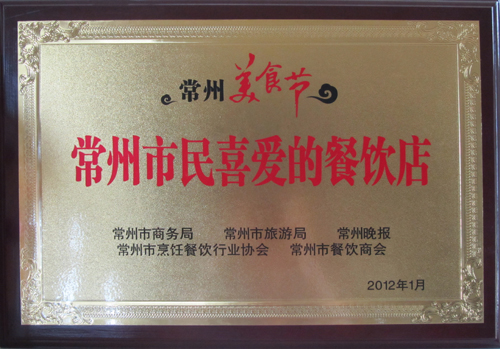 常州美食节
常州市民喜爱的餐饮店
常州市商务局 常州市旅游局 常州晚报
常州市烹饪餐饮行业协会 常州市餐饮商会
2012年1月